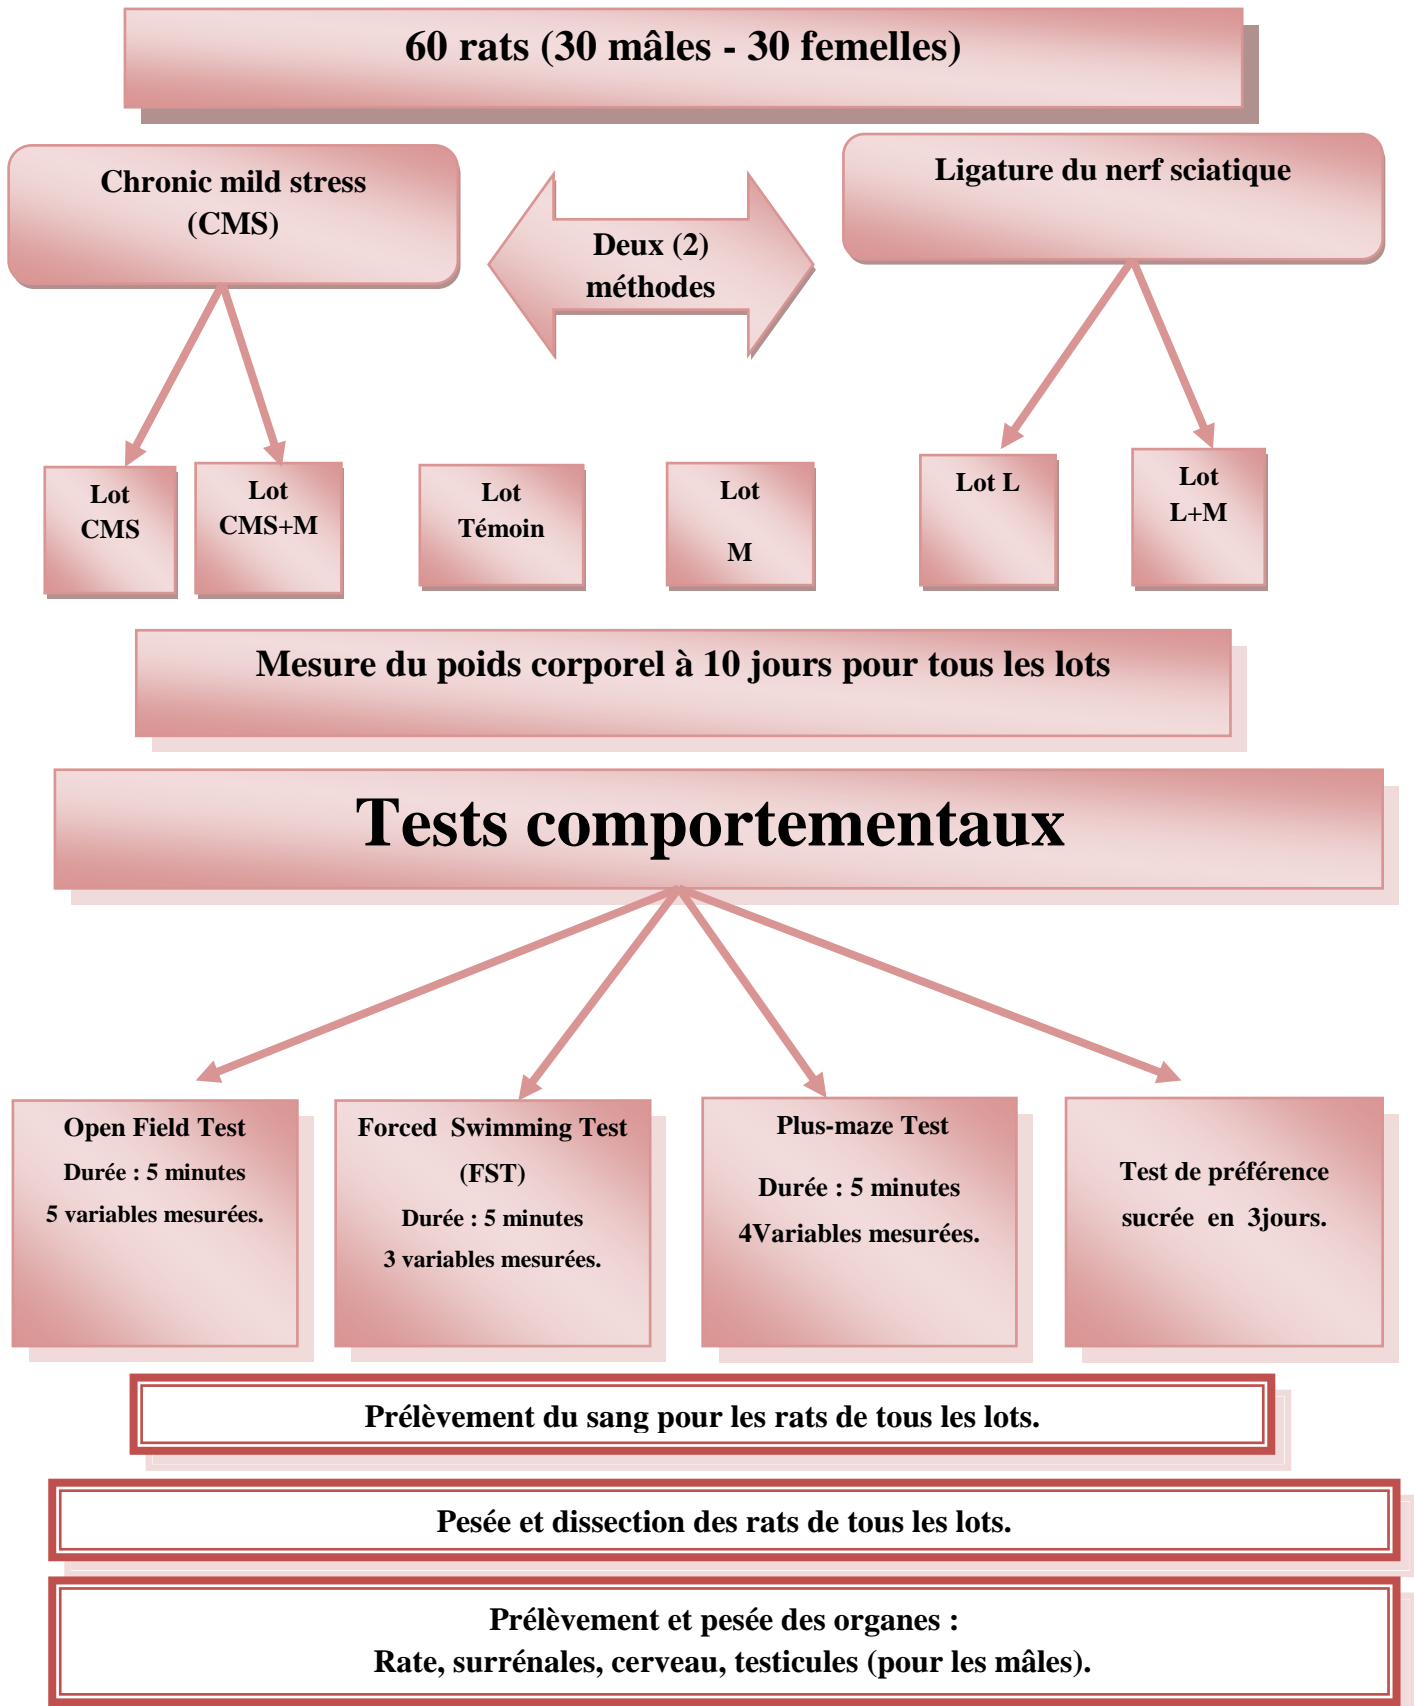 60 rats (30 mâles - 30 femelles)
Chronic mild stress
(CMS)
Deux (2)
méthodes
Ligature du nerf sciatique
Lot
CMS
Lot
CMS+M
Lot
Témoin
Lot
M
Lot L
Lot
L+M
Mesure du poids corporel à 10 jours pour tous les lots
Tests comportementaux
Open Field Test
Durée : 5 minutes
5 variables mesurées.
Forced Swimming Test
(FST)
Durée : 5 minutes
3 variables mesurées.
Plus-maze Test
Durée : 5 minutes
4Variables mesurées.
Test de préférence
sucrée en 3jours.
Prélèvement du sang pour les rats de tous les lots.
Pesée et dissection des rats de tous les lots.
Prélèvement et pesée des organes :
Rate, surrénales, cerveau, testicules (pour les mâles).